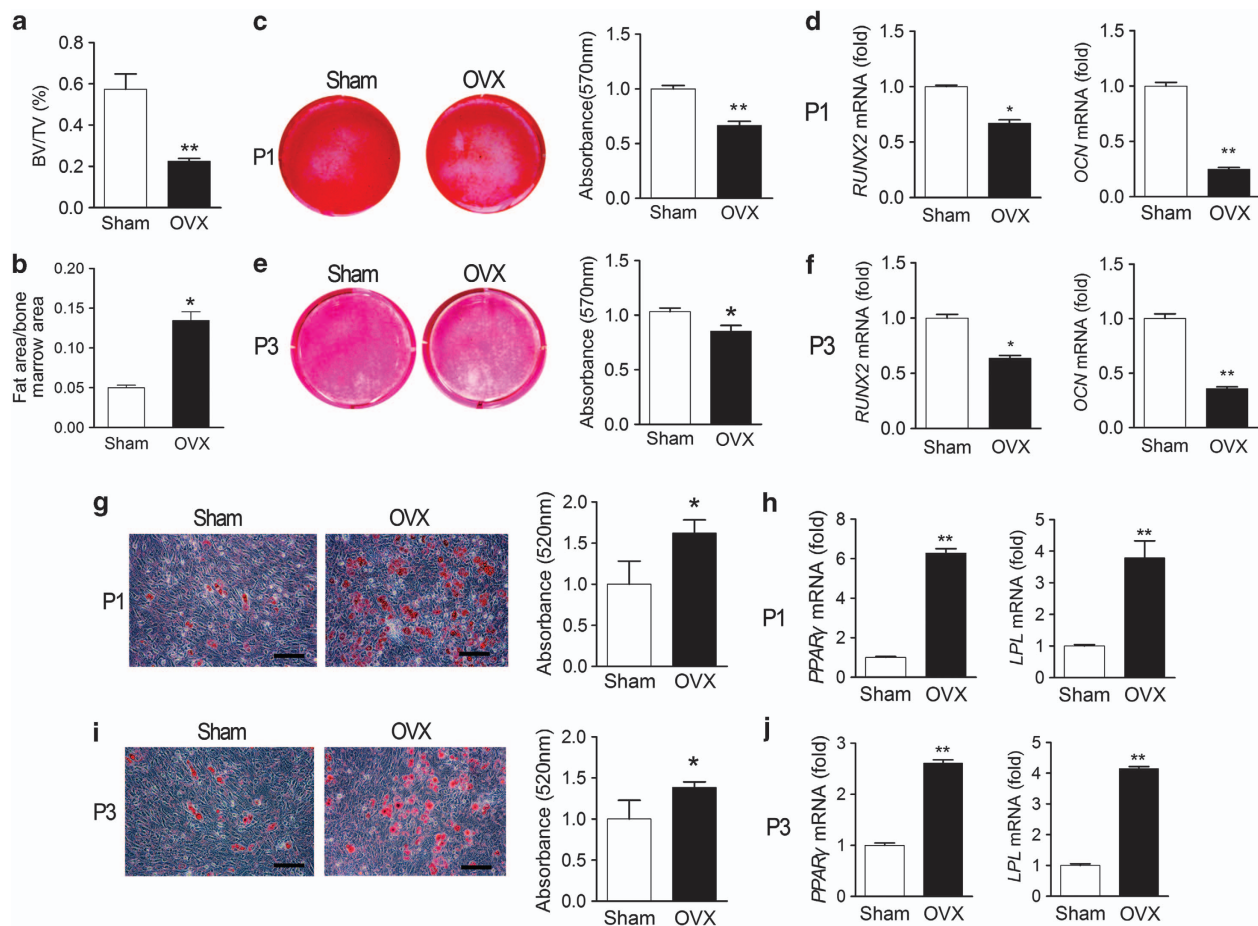 a
BV/TV (%)
0.8
0.6
0.4
0.2
0.0
**
Sham OVX
b
Fat area/bone
marrow area
0.20
0.15
0.10
0.05
0.00
*
Sham OVX
c
Sham OVX
P1
Absorbance(570nm)
1.5
1.0
0.5
0.0
**
Sham OVX
d
P1
RUNX2 mRNA (fold)
1.5
1.0
0.5
0.0
*
Sham OVX
OCN mRNA (fold)
1.5
1.0
0.5
0.0
**
Sham OVX
e
Sham OVX
P3
Absorbance (570nm)
1.5
1.0
0.5
0.0
*
Sham OVX
f
P3
RUNX2 mRNA (fold)
1.5
1.0
0.5
0.0
*
Sham OVX
OCN mRNA (fold)
1.5
1.0
0.5
0.0
**
Sham OVX
g
Sham OVX
P1
Absorbance (520nm)
2.0
1.5
1.0
0.5
0.0
*
Sham OVX
h
P1
PPARγ mRNA (fold)
8
6
4
2
0
**
Sham OVX
LPL mRNA (fold)
5
4
3
2
1
0
**
Sham OVX
i
Sham OVX
P3
Absorbance (520nm)
2.0
1.5
1.0
0.5
0.0
*
Sham OVX
j
P3
PPARγ mRNA (fold)
3
2
1
0
**
Sham OVX
LPL mRNA (fold)
5
4
3
2
1
0
**
Sham OVX